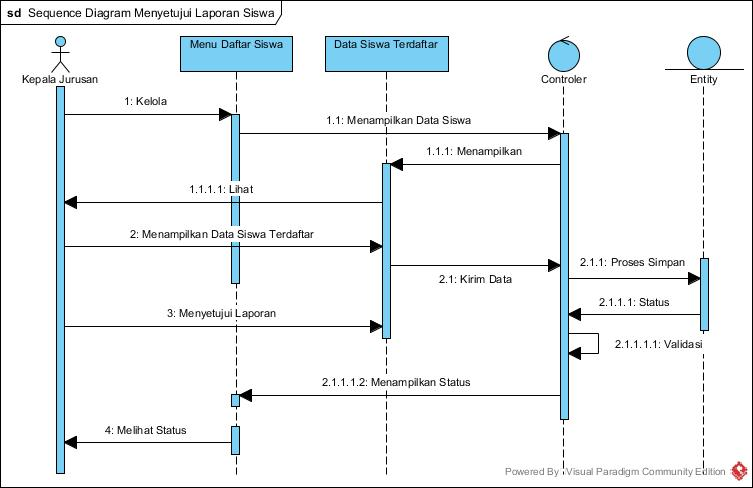 sd Sequence Diagram Menyetujui Laporan Siswa
Menu Daftar Siswa
Data Siswa Terdaftar
Kepala Jurusan
Controler
Entity
1: Kelola
1.1: Menampilkan Data Siswa
1.1.1: Menampilkan
1.1.1.1: Lihat
2: Menampilkan Data Siswa Terdaftar
2.1: Kirim Data
2.1.1: Proses Simpan
2.1.1.1: Status
3: Menyetujui Laporan
2.1.1.1.1: Validasi
2.1.1.1.2: Menampilkan Status
4: Melihat Status
Powered By Visual Paradigm Community Edition